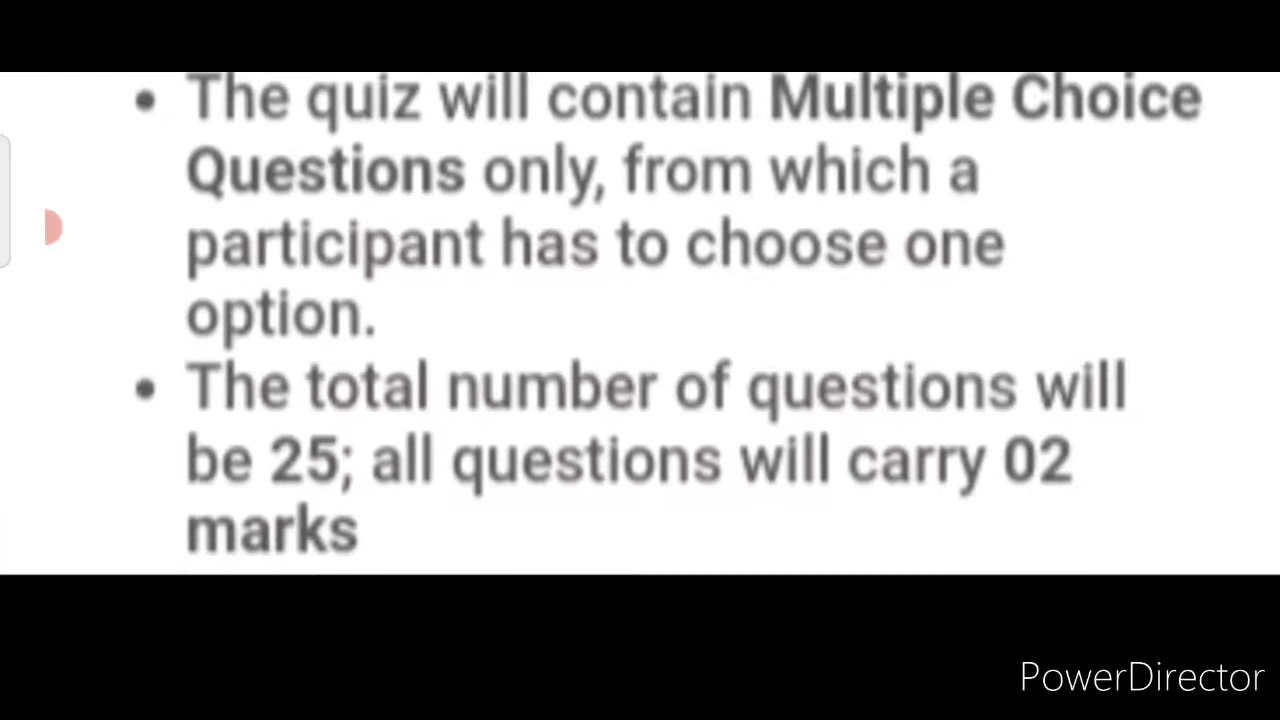 • The quiz will contain Multiple Choice
Questions only, from which a
participant has to choose one
option.
• The total number of questions will
be 25; all questions will carry 02
marks
PowerDirector